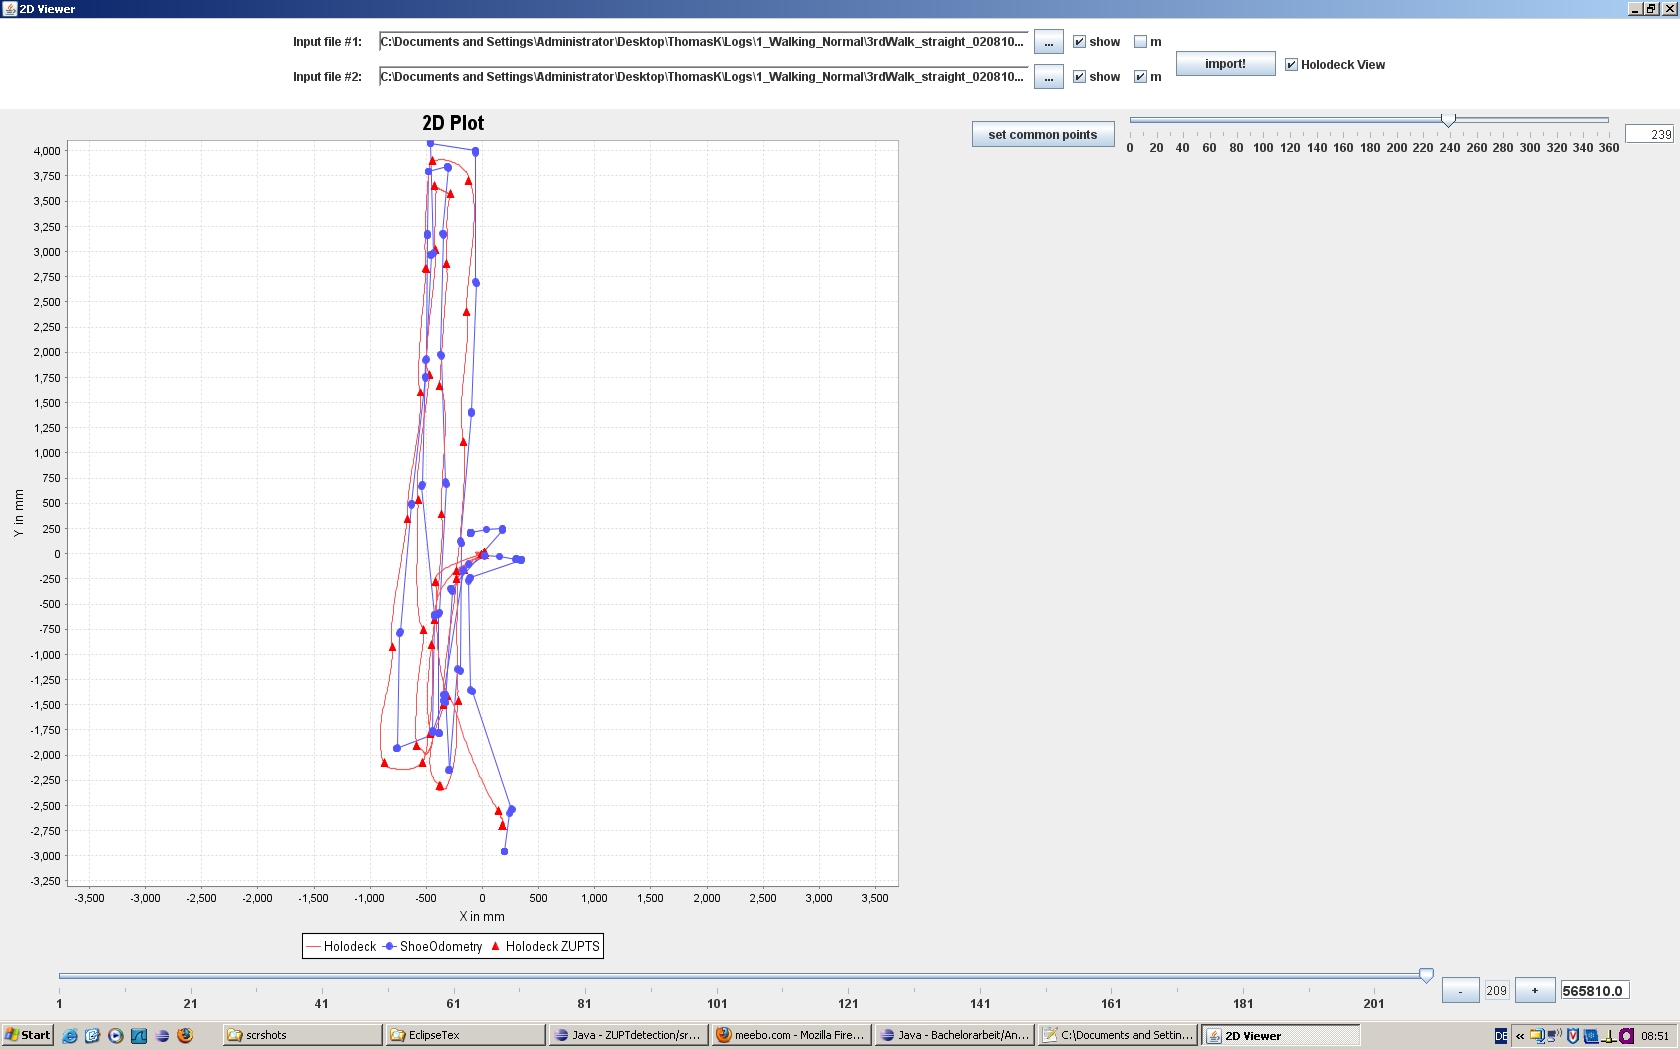 2D Viewer
Input file #1: C:\Documents and Settings\Administrator\Desktop\ThomasK\Logs\1_Walking_Normal\3rdWalk_straight_020810... ... show m
import! Holodeck View
Input file #2: C:\Documents and Settings\Administrator\Desktop\ThomasK\Logs\1_Walking_Normal\3rdWalk_straight_020810... ... show m
2D Plot
set common points
239
0 20 40 60 80 100 120 140 160 180 200 220 240 260 280 300 320 340 360
4,000
3,750
3,500
3,250
3,000
2,750
2,500
2,250
2,000
1,750
1,500
1,250
1,000
750
500
250
0
-250
-500
-750
-1,000
-1,250
-1,500
-1,750
-2,000
-2,250
-2,500
-2,750
-3,000
-3,250
Y in mm
-3,500 -3,000 -2,500 -2,000 -1,500 -1,000 -500 0 500 1,000 1,500 2,000 2,500 3,000 3,500
X in mm
Holodeck ShoeOdometry Holodeck ZUPTS
- 209 + 565810.0
1 21 41 61 81 101 121 141 161 181 201
Start scrshots EclipseTex Java - ZUPTdetection/sr... meebo.com - Mozilla Fire... Java - Bachelorarbeit/An... C:\Documents and Settin... 2D Viewer DE « 08:51